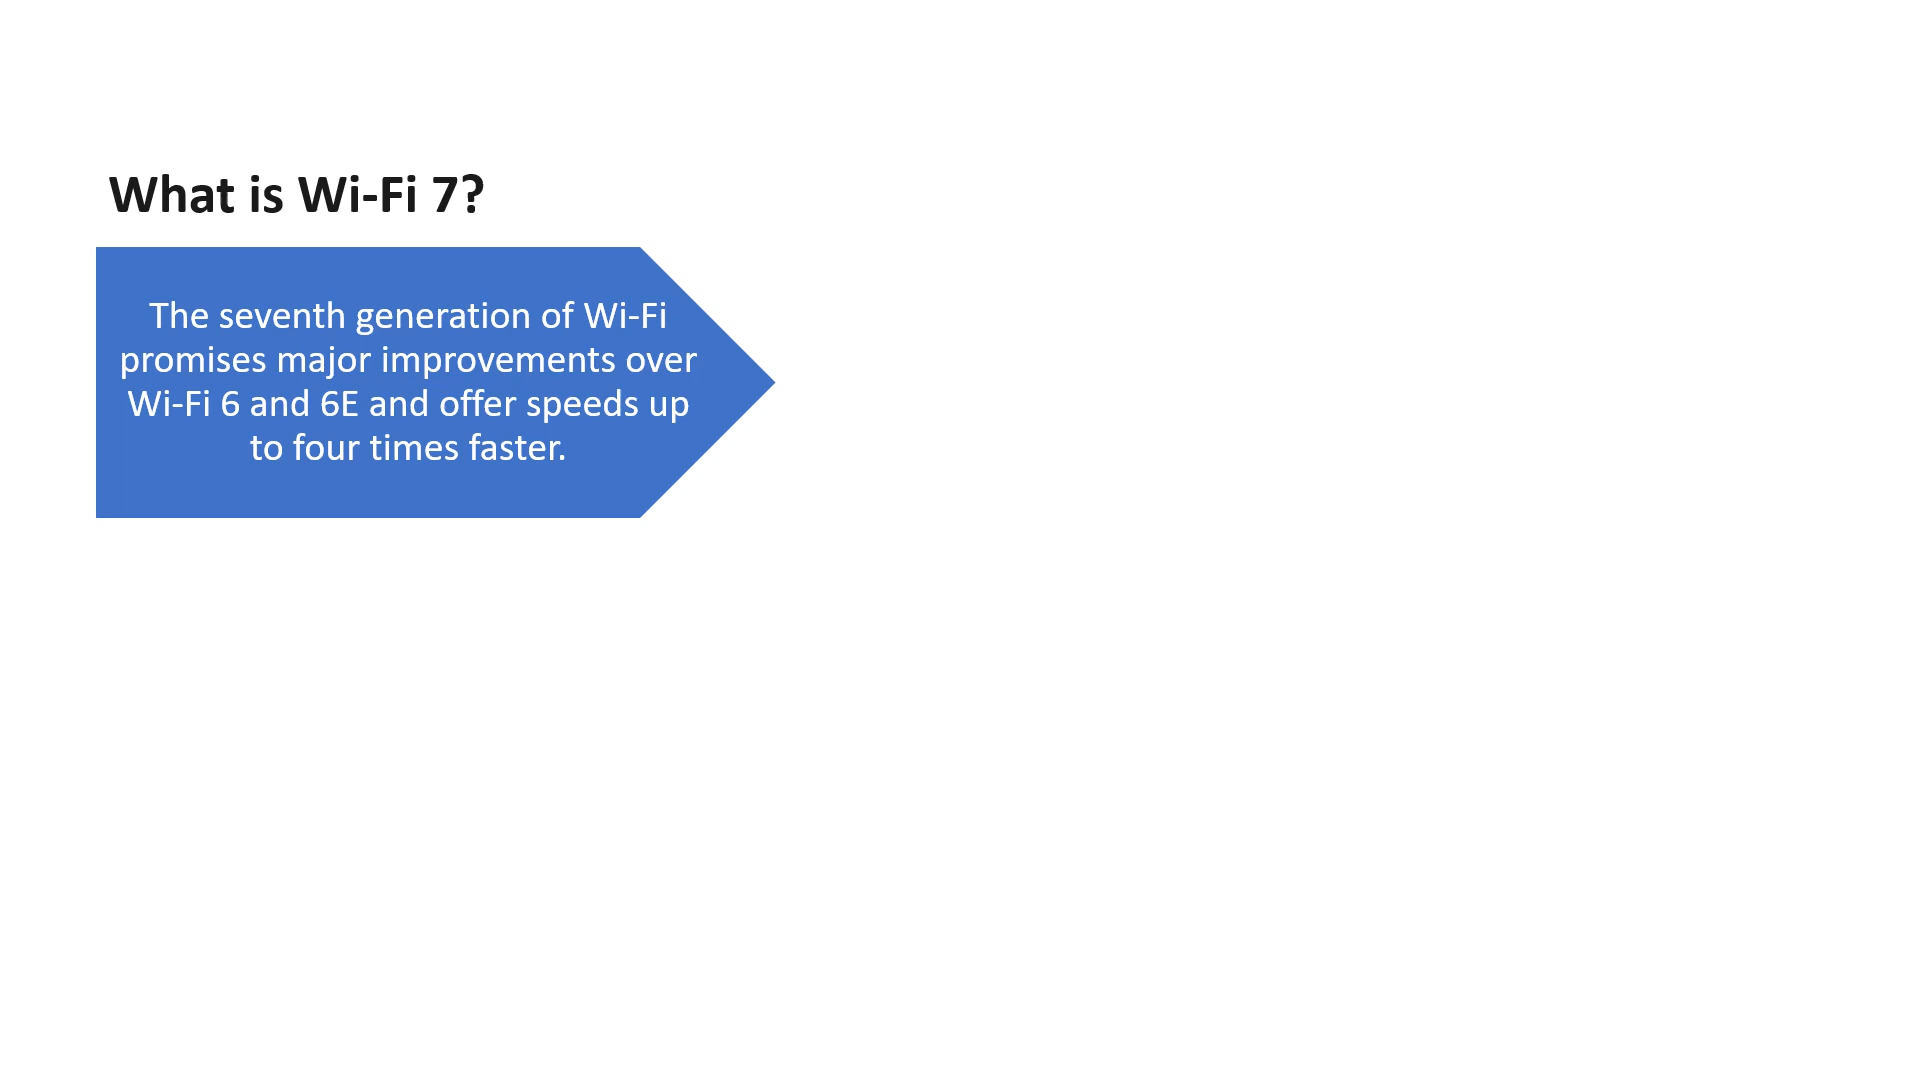 What is Wi-Fi 7?
The seventh generation of Wi-Fi
promises major improvements over
Wi-Fi 6 and 6E and offer speeds up
to four times faster.